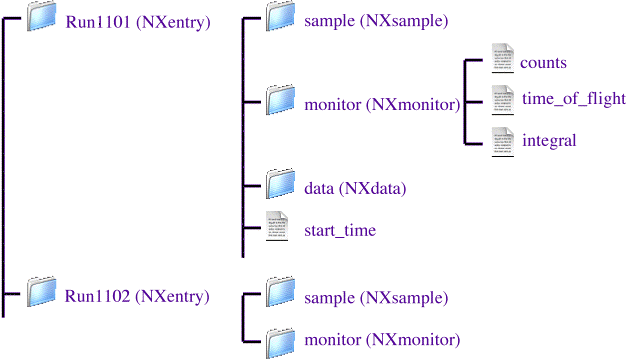 Run1101 (NXentry)
sample (NXsample)
monitor (NXmonitor)
counts
time_of_flight
integral
data (NXdata)
start_time
Run1102 (NXentry)
sample (NXsample)
monitor (NXmonitor)